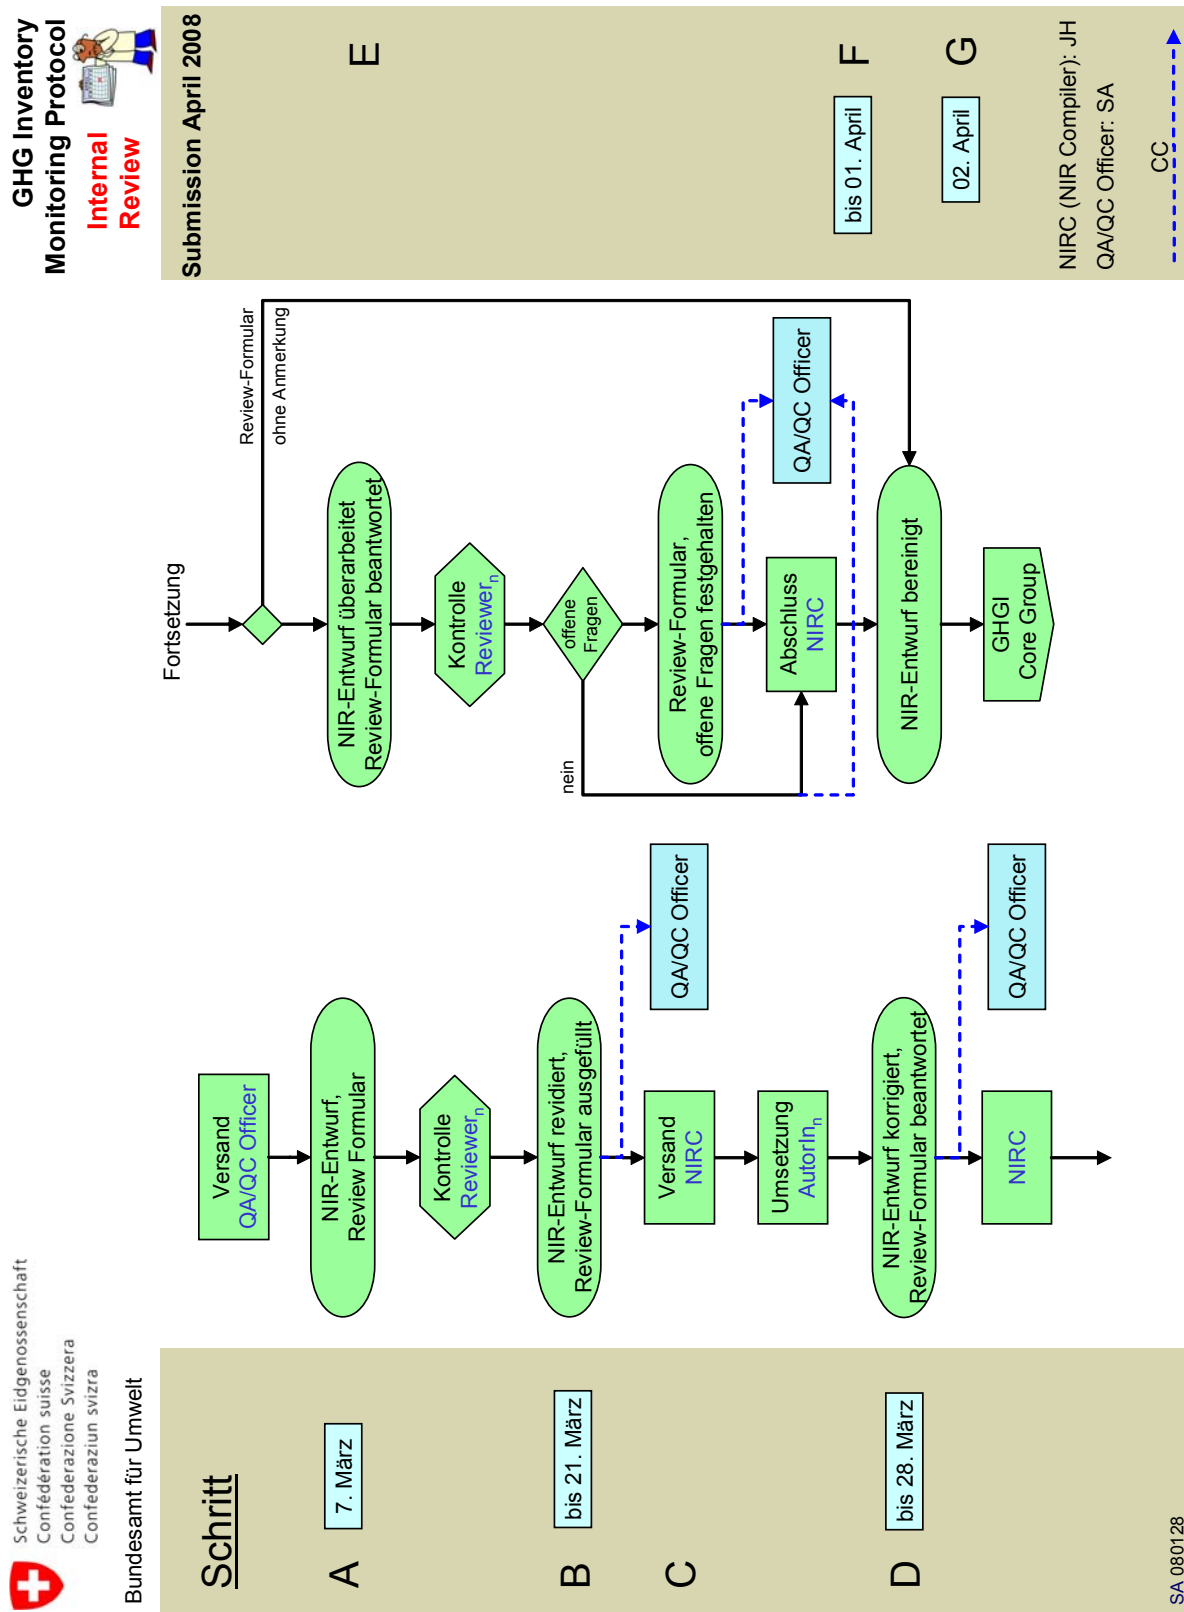 Schweizerische Eidgenossenschaft
Confédération suisse
Confederazione Svizzera
Confederaziun svizra
Bundesamt für Umwelt
GHG Inventory
Monitoring Protocol
Internal
Review
Schritt
A
7. März
B
bis 21. März
C
D
bis 28. März
SA 080128
Versand
QA/QC Officer
NIR-Entwurf,
Review Formular
Kontrolle
Reviewern
NIR-Entwurf revidiert,
Review-Formular ausgefüllt
Versand
NIRC
QA/QC Officer
Umsetzung
AutorInn
NIR-Entwurf korrigiert,
Review-Formular beantwortet
NIRC
QA/QC Officer
Fortsetzung
Review-Formular
ohne Anmerkung
NIR-Entwurf überarbeitet
Review-Formular beantwortet
Kontrolle
Reviewern
offene
Fragen
nein
Review-Formular,
offene Fragen festgehalten
Abschluss
NIRC
QA/QC Officer
NIR-Entwurf bereinigt
GHGI
Core Group
Submission April 2008
E
bis 01. April
F
02. April
G
NIRC (NIR Compiler): JH
QA/QC Officer: SA
CC